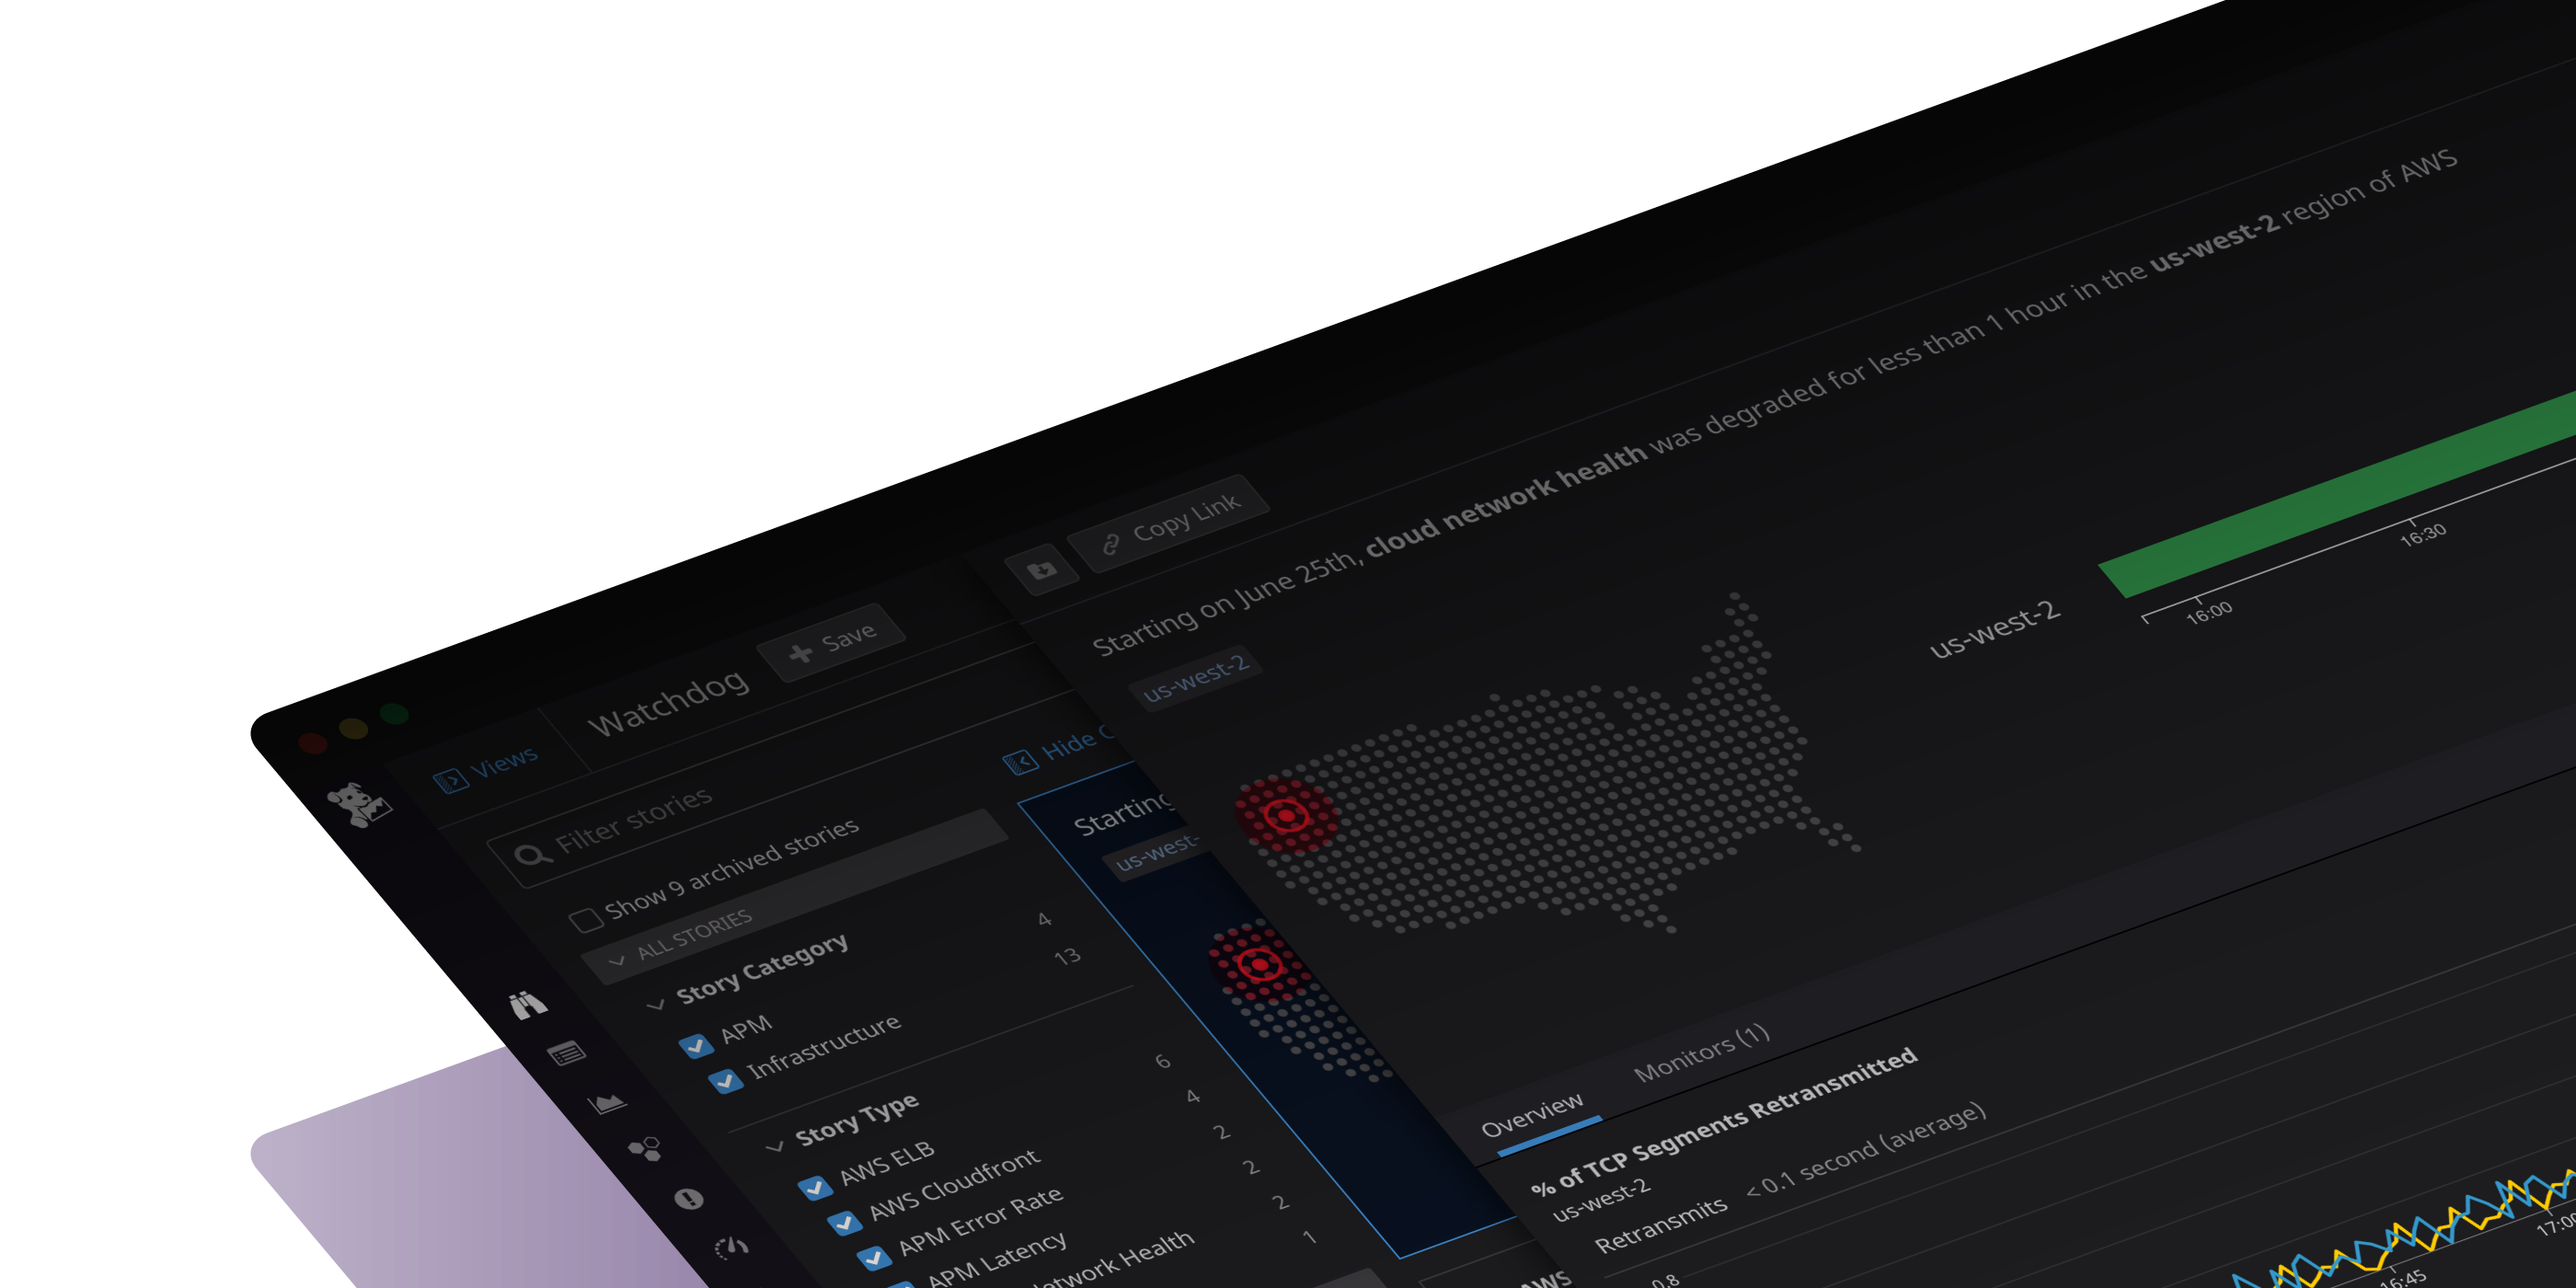 Views
Watchdog
Save
Filter stories
Show 9 archived stories
ALL STORIES
Story Category
APM 4
Infrastructure 13
Story Type
AWS ELB 6
AWS Cloudfront 4
APM Error Rate 2
APM Latency 2
etwork Health 2
1
Hide
Starting
us-west-
AWS
Copy Link
Starting on June 25th, cloud network health was degraded for less than 1 hour in the us-west-2 region of AWS
us-west-2
us-west-2
16:00
16:30
Overview
Monitors (1)
% of TCP Segments Retransmitted
us-west-2
Retransmits < 0.1 second (average)
0.8
16:45
17:00